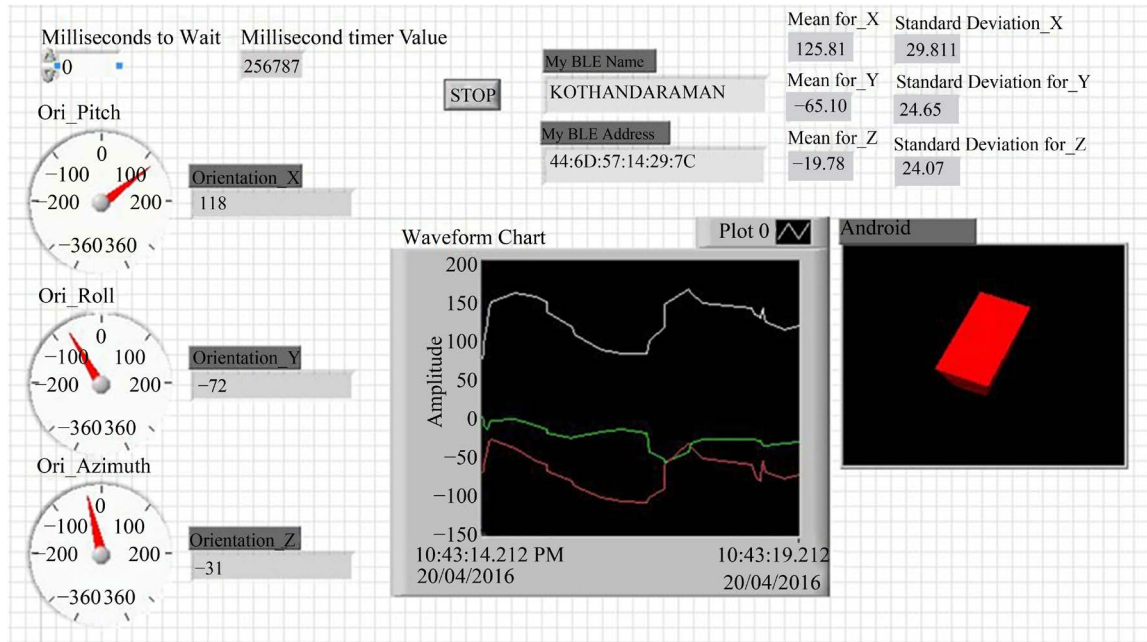 Milliseconds to Wait
0
Millisecond timer Value
256787
STOP
My BLE Name
KOTHANDARAMAN
My BLE Address
44:6D:57:14:29:7C
Mean for_X
125.81
Standard Deviation_X
29.811
Mean for_Y
−65.10
Standard Deviation for_Y
24.65
Mean for_Z
−19.78
Standard Deviation for_Z
24.07
Ori_Pitch
0
−100 100
−200 200
−360 360
Orientation_X
118
Ori_Roll
0
−100 100
−200 200
−360 360
Orientation_Y
−72
Ori_Azimuth
0
−100 100
−200 200
−360 360
Orientation_Z
−31
Waveform Chart
Plot 0
Amplitude
200
150
100
50
0
−50
−100
−150
10:43:14.212 PM
20/04/2016
10:43:19.212
20/04/2016
Android